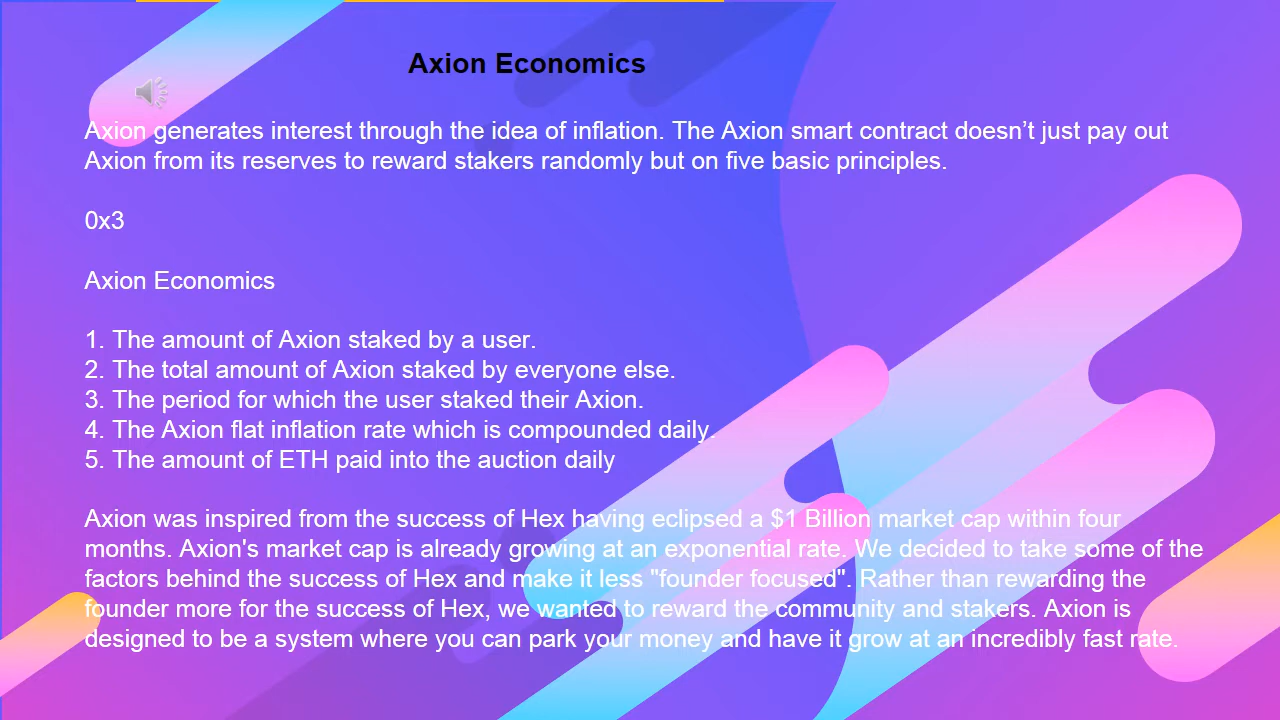 Axion Economics
Axion generates interest through the idea of inflation. The Axion smart contract doesn’t just pay out
Axion from its reserves to reward stakers randomly but on five basic principles.
0x3
Axion Economics
1. The amount of Axion staked by a user.
2. The total amount of Axion staked by everyone else.
3. The period for which the user staked their Axion.
4. The Axion flat inflation rate which is compounded daily.
5. The amount of ETH paid into the auction daily
Axion was inspired from the success of Hex having eclipsed a $1 Billion market cap within four
months. Axion's market cap is already growing at an exponential rate. We decided to take some of the
factors behind the success of Hex and make it less "founder focused". Rather than rewarding the
founder more for the success of Hex, we wanted to reward the community and stakers. Axion is
designed to be a system where you can park your money and have it grow at an incredibly fast rate.